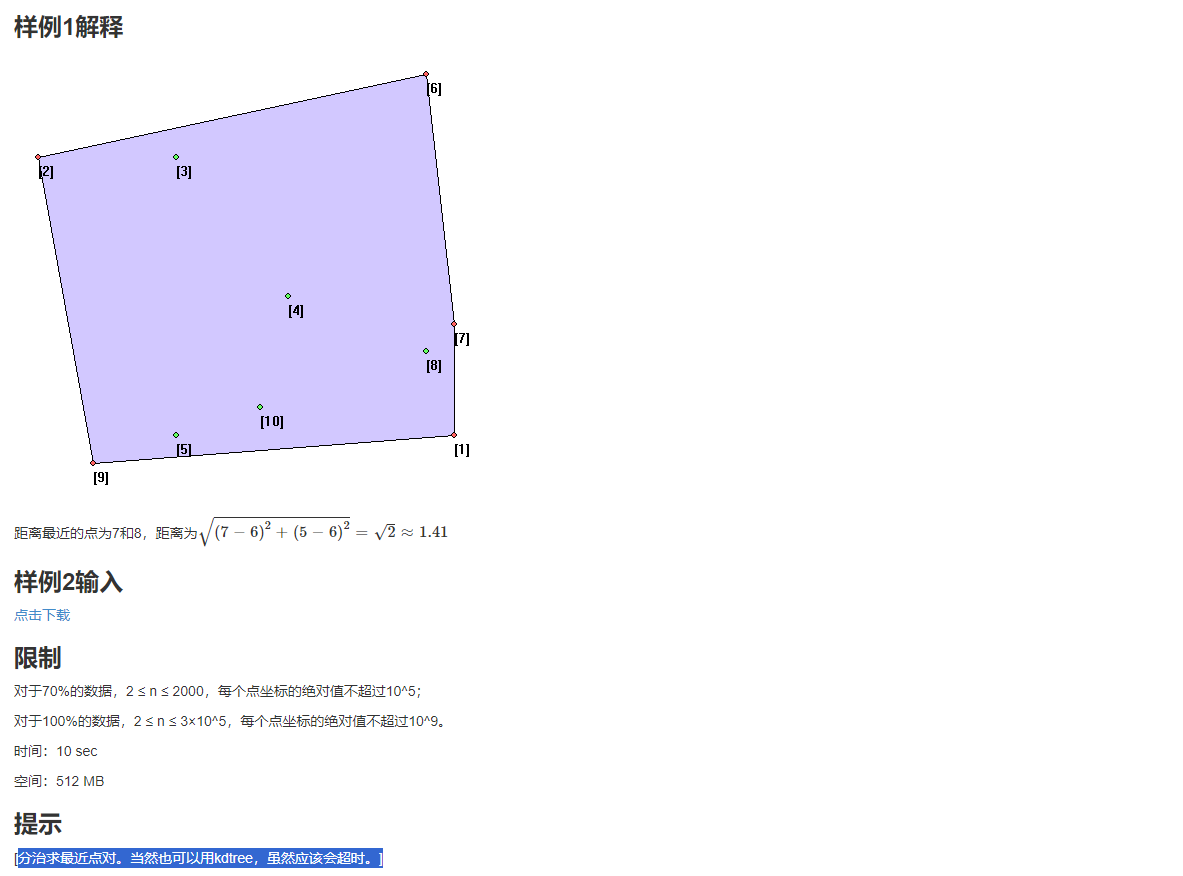 样例1解释
[6]
[2]
[3]
[4]
[7]
[8]
[10]
[5]
[1]
[9]
距离最近的点为7和8，距离为√((7 − 6)² + (5 − 6)²) = √2 ≈ 1.41
样例2输入
点击下载
限制
对于70%的数据，2 ≤ n ≤ 2000，每个点坐标的绝对值不超过10^5；
对于100%的数据，2 ≤ n ≤ 3×10^5，每个点坐标的绝对值不超过10^9。
时间：10 sec
空间：512 MB
提示
[分治求最近点对。当然也可以用kdtree，虽然应该会超时。]